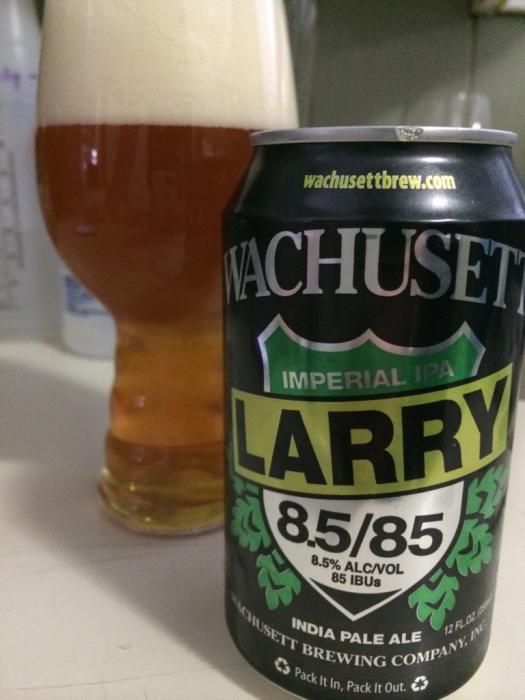 wachusettbrew.com
WACHUSETT
IMPERIAL IPA
LARRY
8.5/85
8.5% ALC/VOL
85 IBUs
INDIA PALE ALE
12 FL.OZ.
WACHUSETT BREWING COMPANY, INC.
Pack It In, Pack It Out.